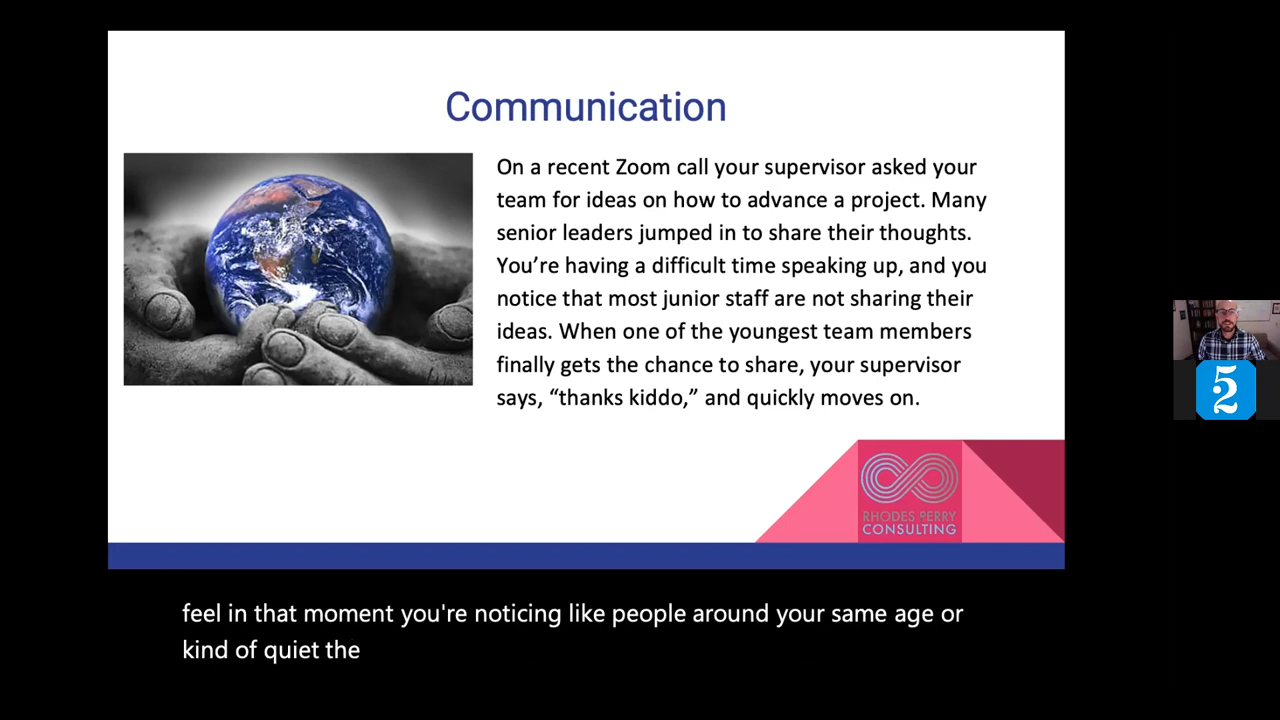 Communication
On a recent Zoom call your supervisor asked your
team for ideas on how to advance a project. Many
senior leaders jumped in to share their thoughts.
You’re having a difficult time speaking up, and you
notice that most junior staff are not sharing their
ideas. When one of the youngest team members
finally gets the chance to share, your supervisor
says, “thanks kiddo,” and quickly moves on.
RHODES PERRY
CONSULTING
5
feel in that moment you're noticing like people around your same age or
kind of quiet the